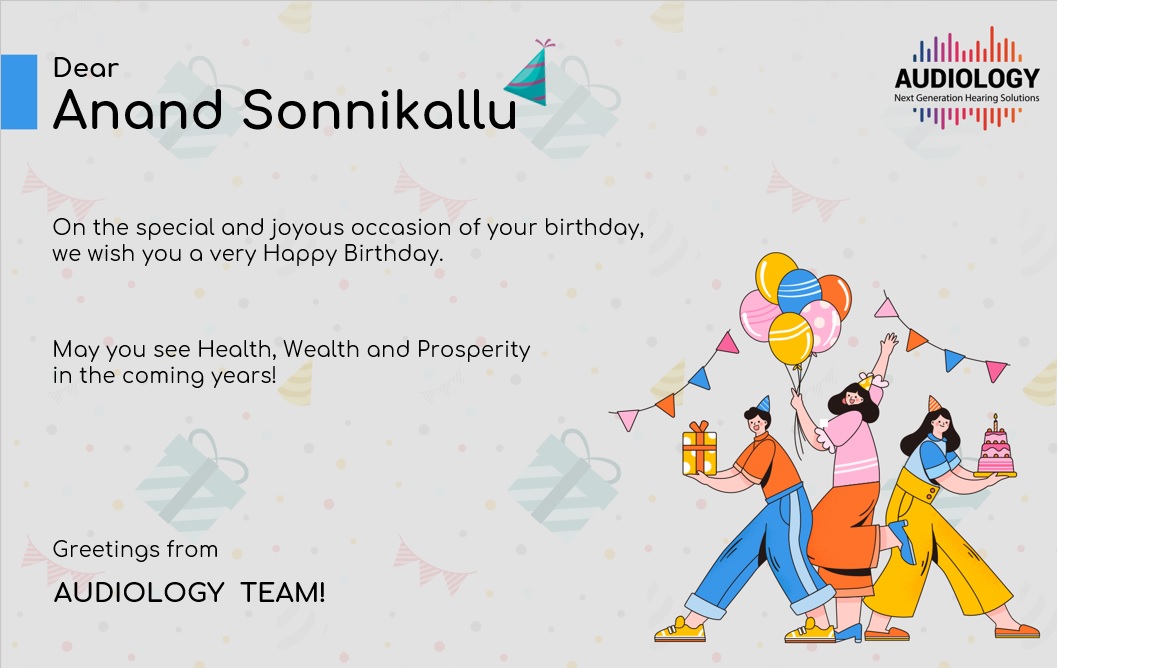 Dear
Anand Sonnikallu
AUDIOLOGY
Next Generation Hearing Solutions
On the special and joyous occasion of your birthday,
we wish you a very Happy Birthday.
May you see Health, Wealth and Prosperity
in the coming years!
Greetings from
AUDIOLOGY TEAM!